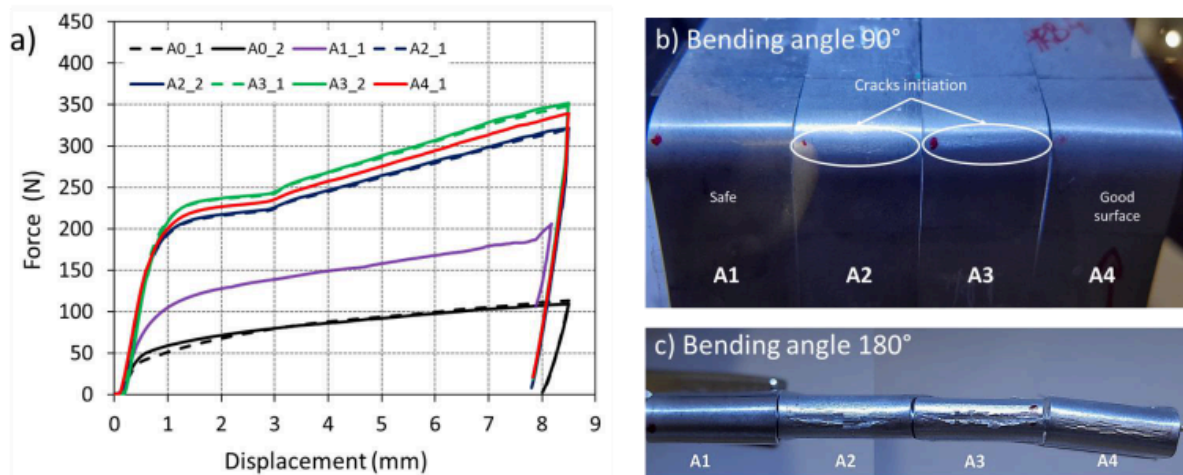 a)
450
400
350
300
250
200
150
100
50
0
Force (N)
A0_1 A0_2 A1_1 A2_1
A2_2 A3_1 A3_2 A4_1
0 1 2 3 4 5 6 7 8 9
Displacement (mm)
b) Bending angle 90°
Cracks initiation
Safe
Good
surface
A1 A2 A3 A4
c) Bending angle 180°
A1 A2 A3 A4